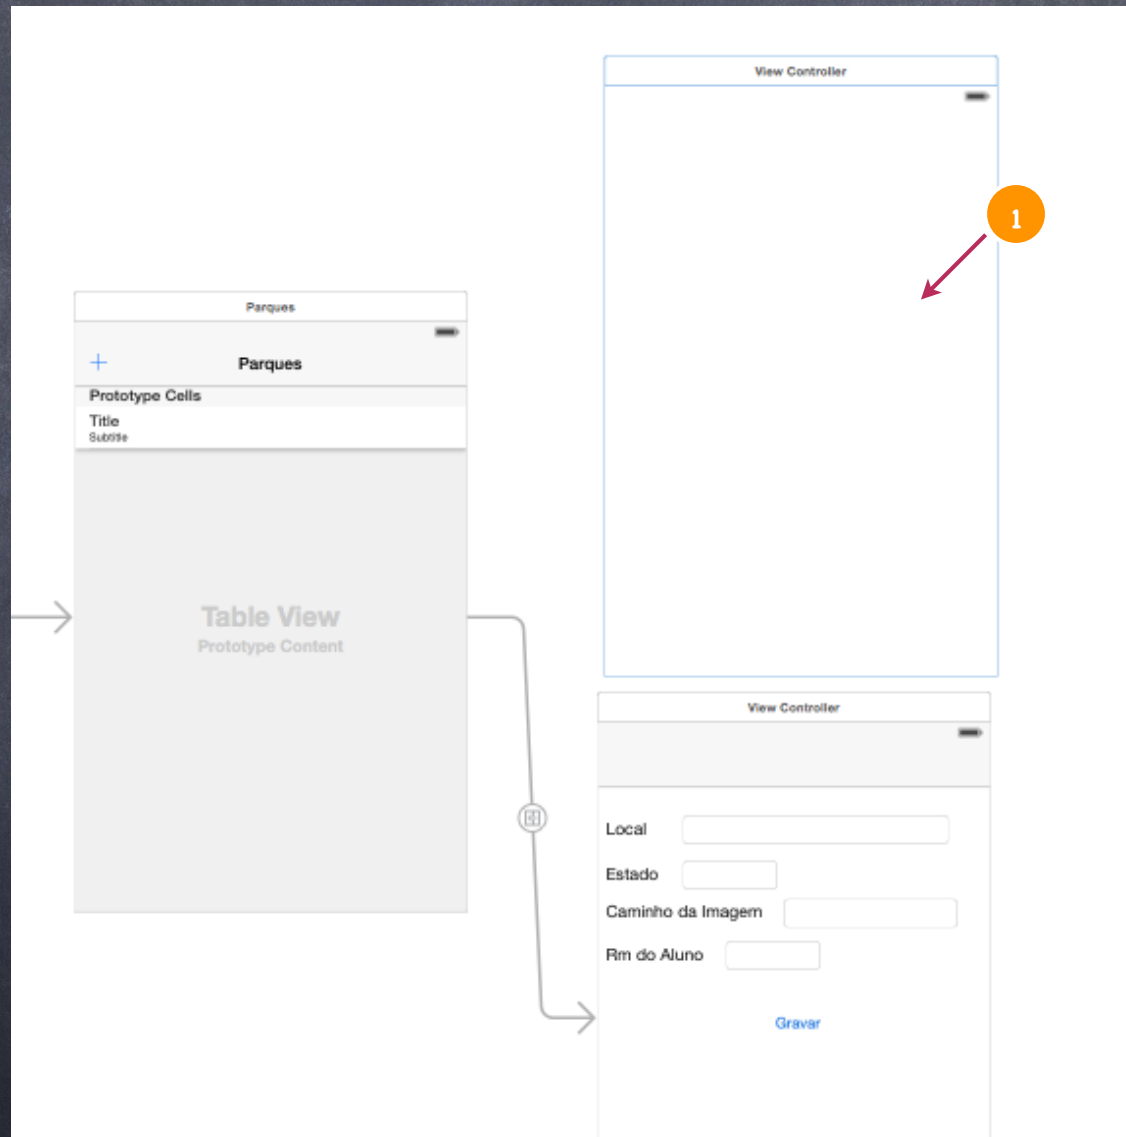 View Controller
1
Parques
Parques
Prototype Cells
Title
Subtitle
Table View
Prototype Content
View Controller
Local
Estado
Caminho da Imagem
Rm do Aluno
Gravar